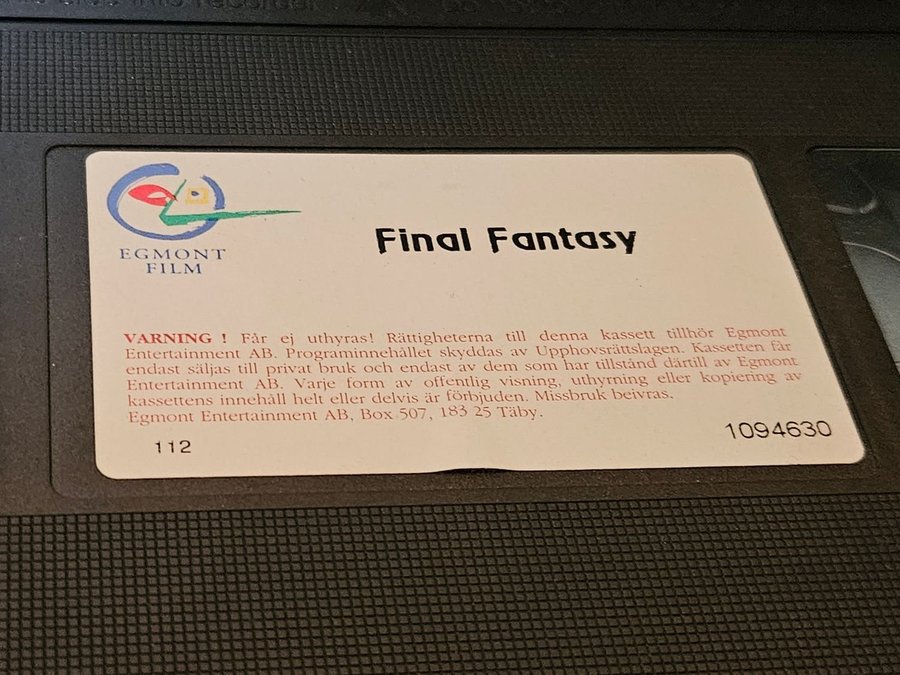 EGMONT
FILM
Final Fantasy
VARNING ! Får ej uthyras! Rättigheterna till denna kassett tillhör Egmont
Entertainment AB. Programinnehållet skyddas av Upphovsrättslagen. Kassetten får
endast säljas till privat bruk och endast av dem som har tillstånd därtill av Egmont
Entertainment AB. Varje form av offentlig visning, uthyrning eller kopiering av
kassettens innehåll helt eller delvis är förbjuden. Missbruk beivras.
Egmont Entertainment AB, Box 507, 183 25 Täby.
112
1094630